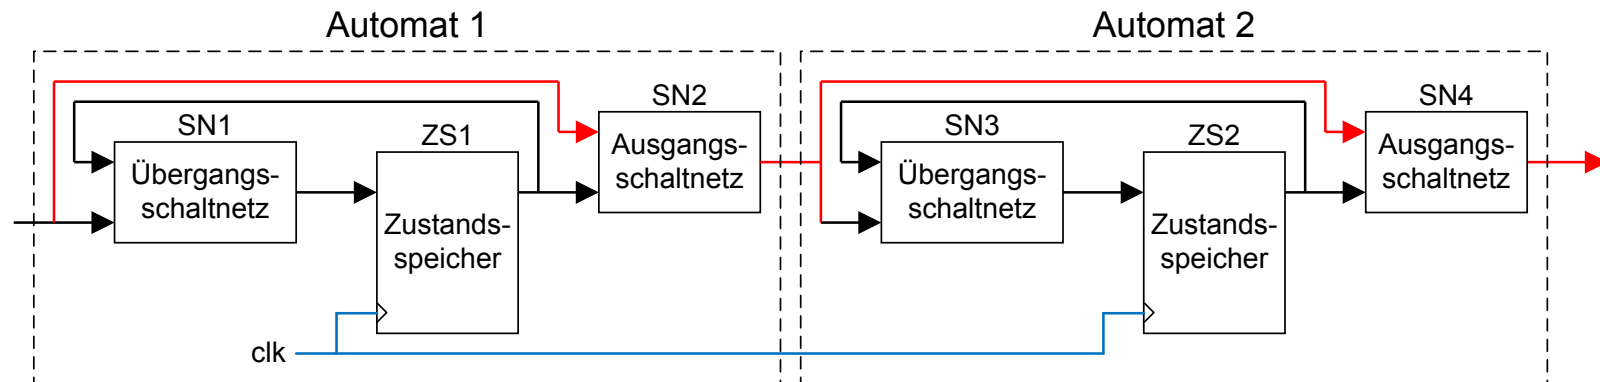 Automat 1
Automat 2
SN1
Übergangs-
schaltnetz
ZS1
Zustands-
speicher
SN2
Ausgangs-
schaltnetz
SN3
Übergangs-
schaltnetz
ZS2
Zustands-
speicher
SN4
Ausgangs-
schaltnetz
clk